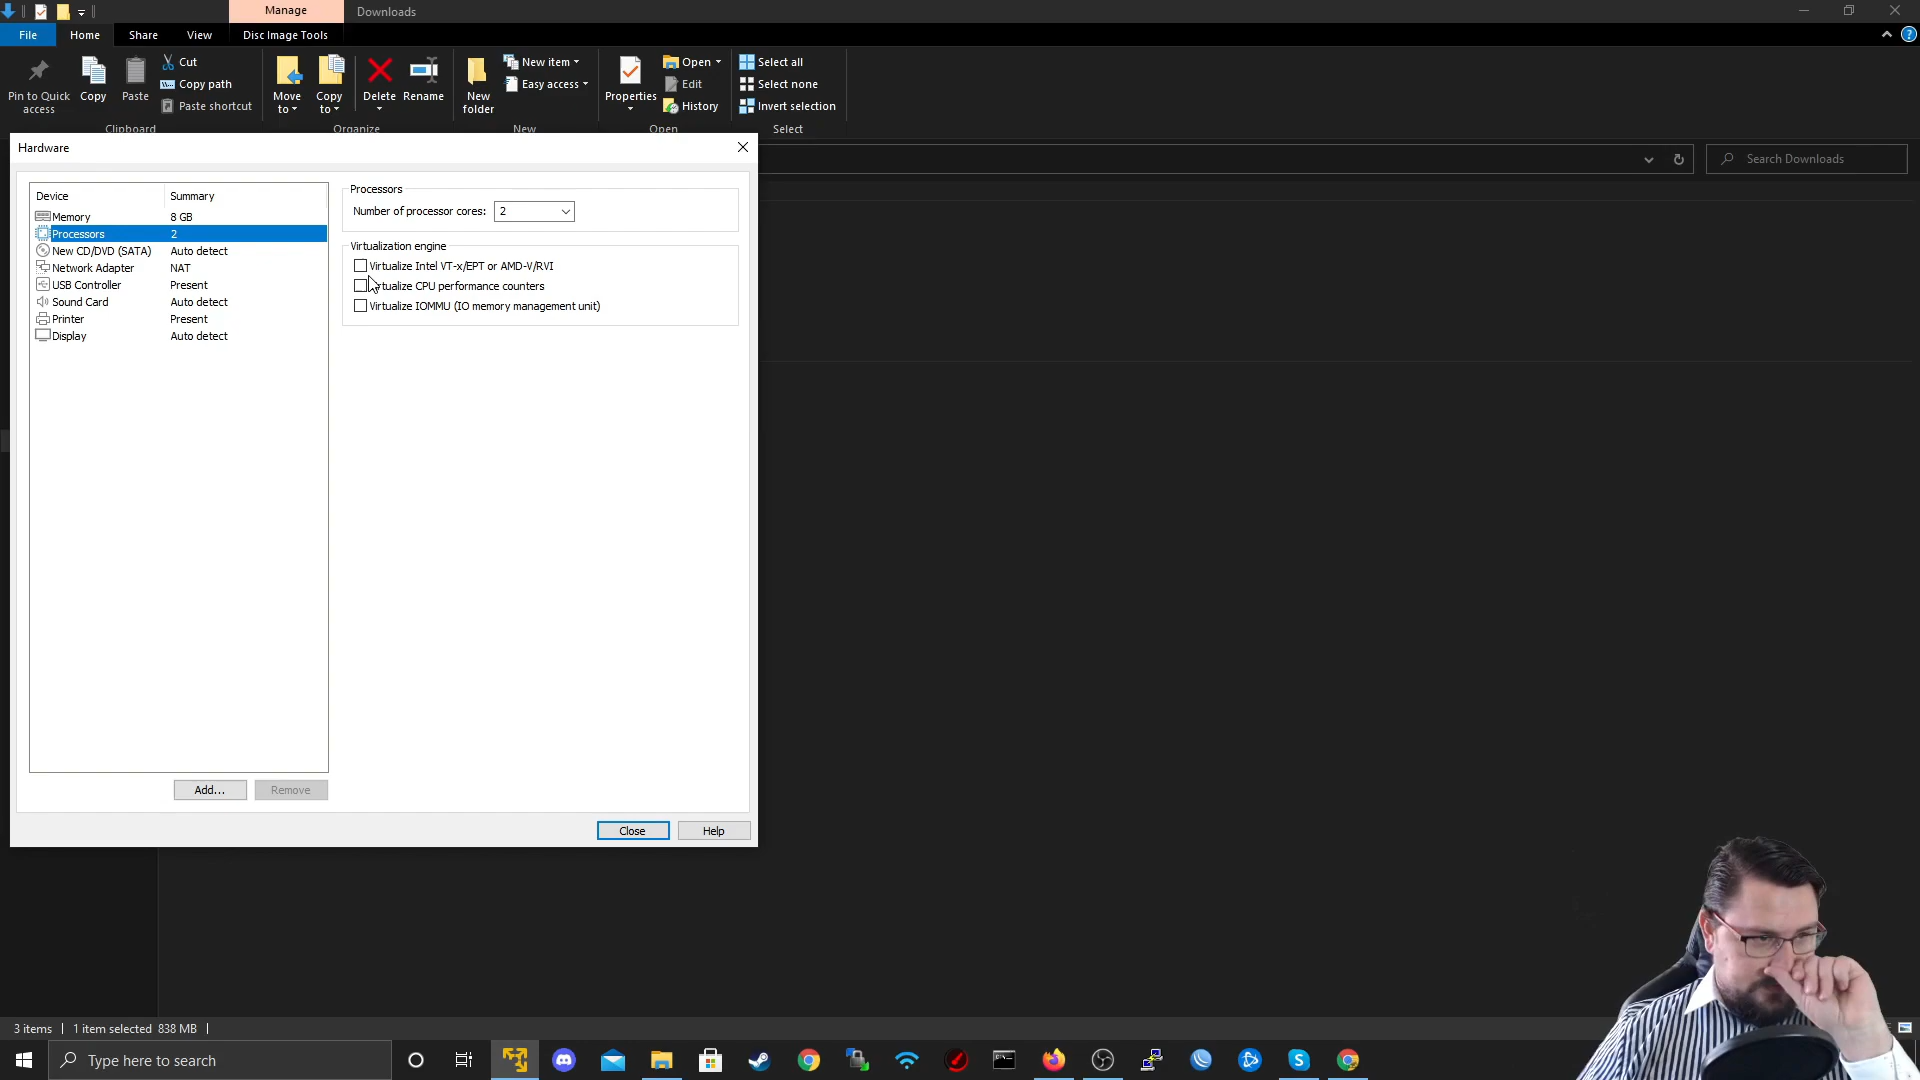 Manage
Downloads
File
Home
Share
View
Disc Image Tools
Pin to Quick access
Copy
Paste
Cut
Copy path
Paste shortcut
Clipboard
Move to
Copy to
Delete
Rename
Organize
New folder
New item
Easy access
New
Properties
Open
Edit
History
Open
Select all
Select none
Invert selection
Select
Search Downloads
Hardware
Device Summary
Memory 8 GB
Processors 2
New CD/DVD (SATA) Auto detect
Network Adapter NAT
USB Controller Present
Sound Card Auto detect
Printer Present
Display Auto detect
Add...
Remove
Processors
Number of processor cores: 2
Virtualization engine
Virtualize Intel VT-x/EPT or AMD-V/RVI
CPU performance counters
Virtualize IOMMU (IO memory management unit)
Close
Help
3 items
1 item selected 838 MB
Type here to search